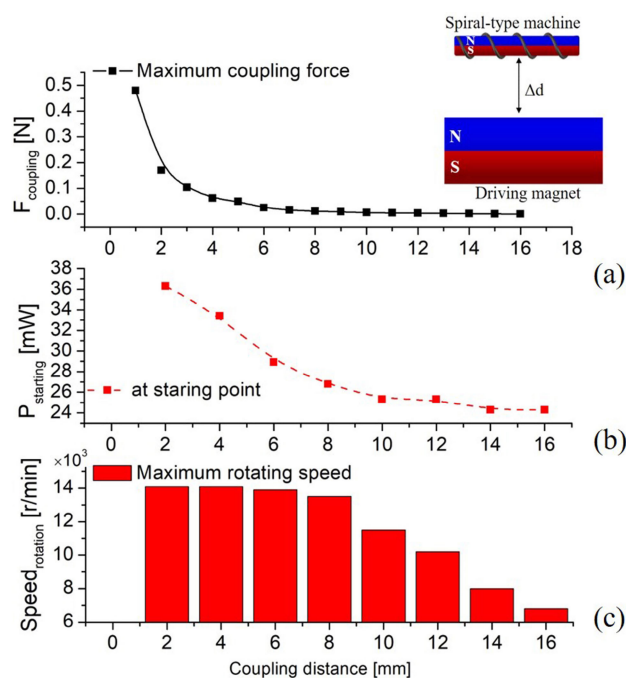 Spiral-type machine
N
S
Δd
N
S
Driving magnet
Maximum coupling force
F coupling [N]
0.5
0.4
0.3
0.2
0.1
0.0
0 2 4 6 8 10 12 14 16 18
(a)
P starting [mW]
38
36
34
32
30
28
26
24
at staring point
0 2 4 6 8 10 12 14 16
(b)
×10³
Speed rotation [r/min]
Maximum rotating speed
14
12
10
8
6
0 2 4 6 8 10 12 14 16
(c)
Coupling distance [mm]